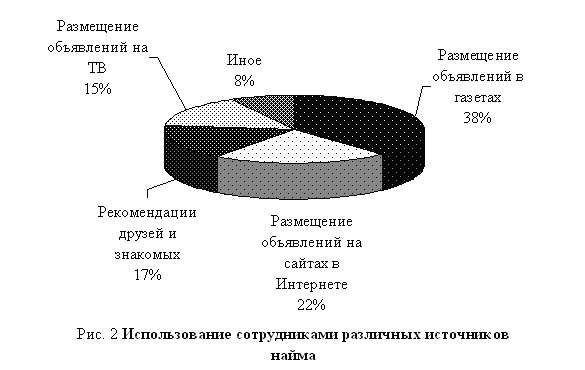 Размещение
объявлений на
ТВ
15%
Иное
8%
Размещение
объявлений в
газетах
38%
Рекомендации
друзей и
знакомых
17%
Размещение
объявлений на
сайтах в
Интернете
22%
Рис. 2 Использование сотрудниками различных источников
найма